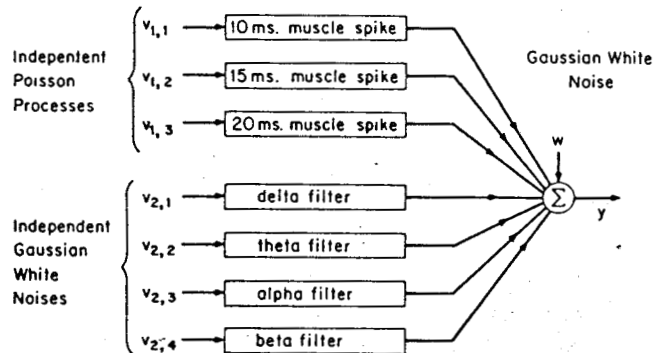 Indepentent
Poisson
Processes
v1,1
10 ms. muscle spike
v1,2
15 ms. muscle spike
v1,3
20 ms. muscle spike
Gaussian White
Noise
w
Σ
y
Independent
Gaussian
White
Noises
v2,1
delta filter
v2,2
theta filter
v2,3
alpha filter
v2,4
beta filter